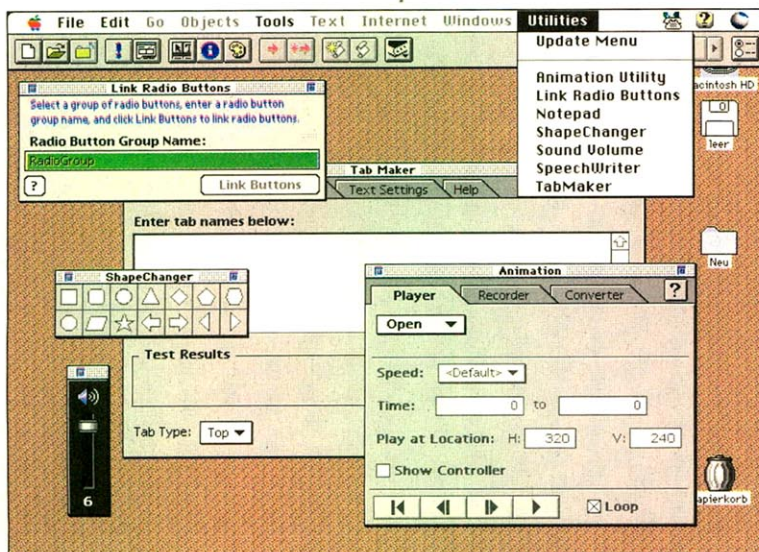 File Edit Go Objects Tools Text Internet Windows Utilities
Update Menu
Animation Utility
Link Radio Buttons
Notepad
ShapeChanger
Sound Volume
SpeechWriter
TabMaker
acintosh HD
leer
Neu
apierkorb
Link Radio Buttons
Select a group of radio buttons, enter a radio button
group name, and click Link Buttons to link radio buttons.
Radio Button Group Name:
RadioGroup
? Link Buttons
Tab Maker
Text Settings Help
Enter tab names below:
Test Results
Tab Type: Top
ShapeChanger
6
Animation
Player Recorder Converter ?
Open
Speed: <Default>
Time: 0 to 0
Play at Location: H: 320 V: 240
Show Controller
Loop